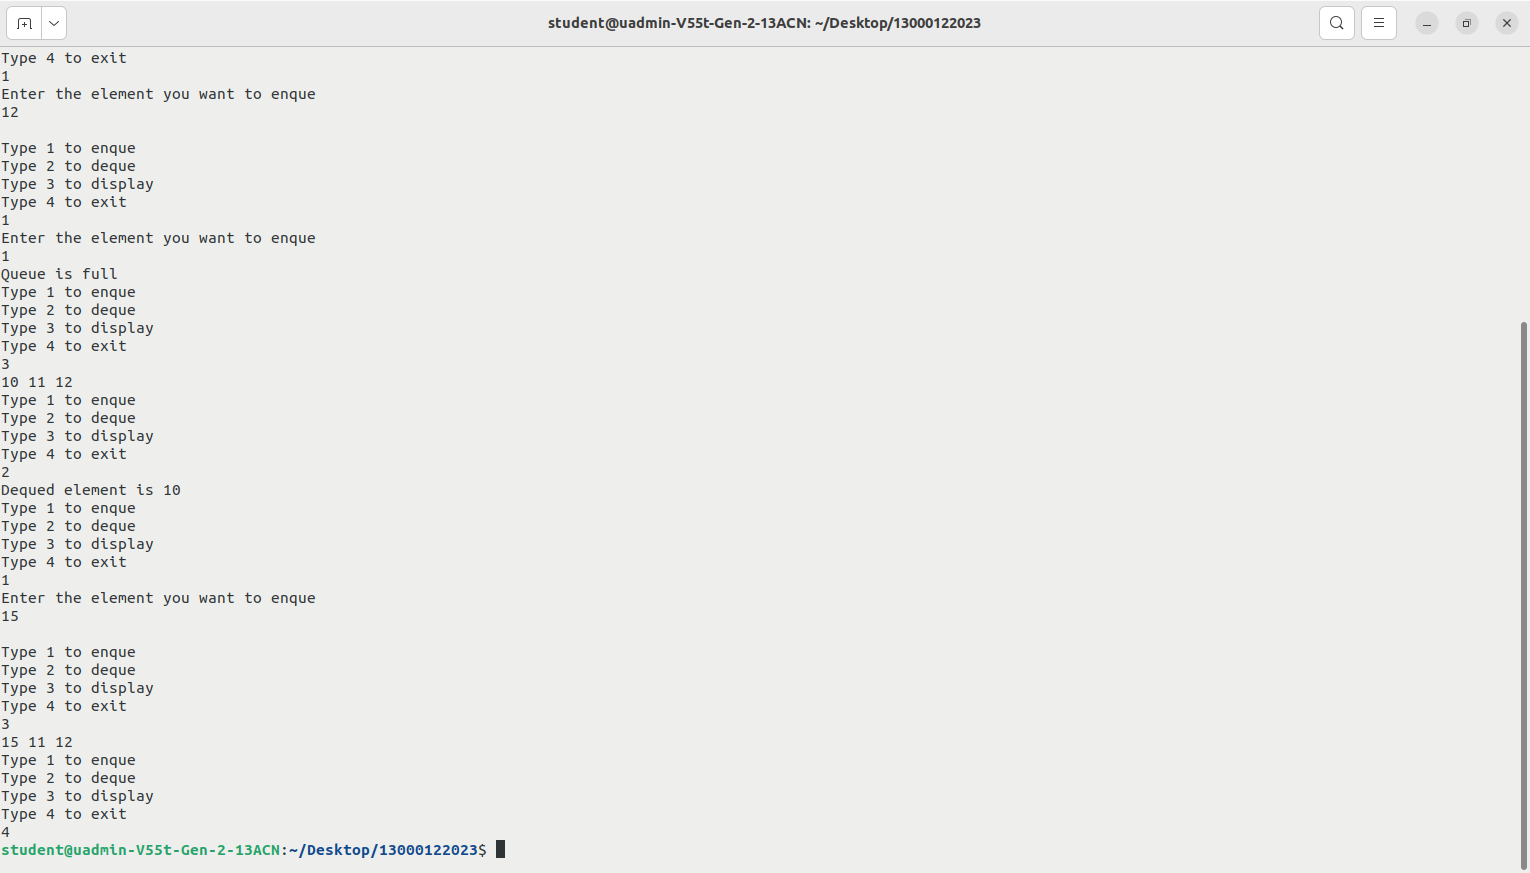 student@uadmin-V55t-Gen-2-13ACN: ~/Desktop/13000122023
Type 4 to exit
1
Enter the element you want to enque
12
Type 1 to enque
Type 2 to deque
Type 3 to display
Type 4 to exit
1
Enter the element you want to enque
1
Queue is full
Type 1 to enque
Type 2 to deque
Type 3 to display
Type 4 to exit
3
10 11 12
Type 1 to enque
Type 2 to deque
Type 3 to display
Type 4 to exit
2
Dequed element is 10
Type 1 to enque
Type 2 to deque
Type 3 to display
Type 4 to exit
1
Enter the element you want to enque
15
Type 1 to enque
Type 2 to deque
Type 3 to display
Type 4 to exit
3
15 11 12
Type 1 to enque
Type 2 to deque
Type 3 to display
Type 4 to exit
4
student@uadmin-V55t-Gen-2-13ACN:~/Desktop/13000122023$